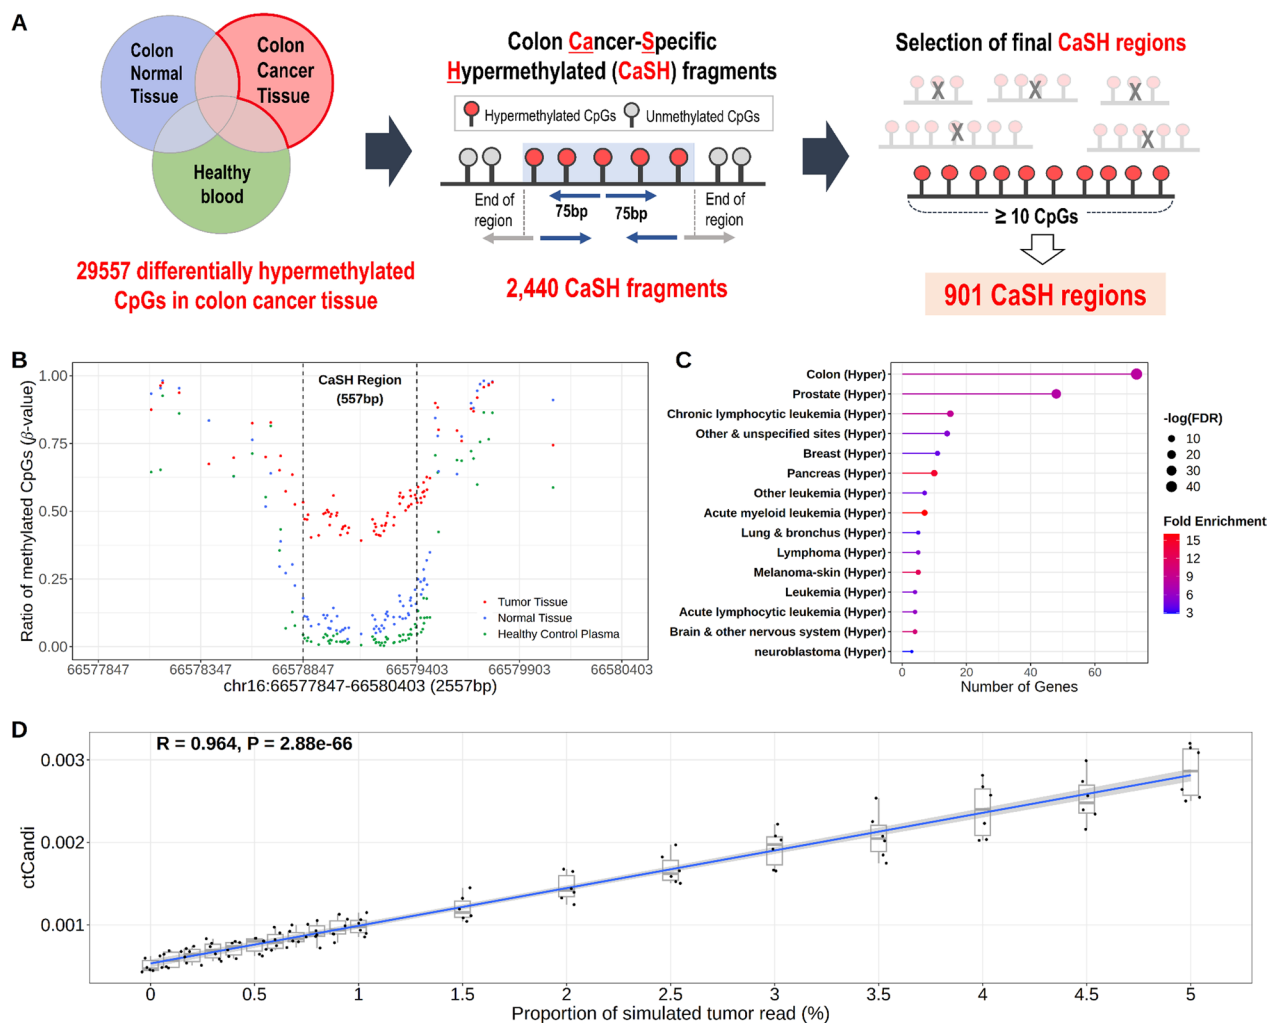 A
Colon
Normal
Tissue
Colon
Cancer
Tissue
Healthy
blood
29557 differentially hypermethylated
CpGs in colon cancer tissue
Colon Cancer-Specific
Hypermethylated (CaSH) fragments
Hypermethylated CpGs
Unmethylated CpGs
End of
region
75bp
75bp
End of
region
2,440 CaSH fragments
Selection of final CaSH regions
X
X
X
X
X
≥ 10 CpGs
901 CaSH regions
B
Ratio of methylated CpGs (β-value)
1.00
0.75
0.50
0.25
0.00
CaSH Region
(557bp)
Tumor Tissue
Normal Tissue
Healthy Control Plasma
66577847
66578347
66578847
66579403
66579903
66580403
chr16:66577847-66580403 (2557bp)
C
Colon (Hyper)
Prostate (Hyper)
Chronic lymphocytic leukemia (Hyper)
Other & unspecified sites (Hyper)
Breast (Hyper)
Pancreas (Hyper)
Other leukemia (Hyper)
Acute myeloid leukemia (Hyper)
Lung & bronchus (Hyper)
Lymphoma (Hyper)
Melanoma-skin (Hyper)
Leukemia (Hyper)
Acute lymphocytic leukemia (Hyper)
Brain & other nervous system (Hyper)
neuroblastoma (Hyper)
0
20
40
60
Number of Genes
-log(FDR)
10
20
30
40
Fold Enrichment
15
12
9
6
3
D
R = 0.964, P = 2.88e-66
ctCandi
0.003
0.002
0.001
0
0.5
1
1.5
2
2.5
3
3.5
4
4.5
5
Proportion of simulated tumor read (%)